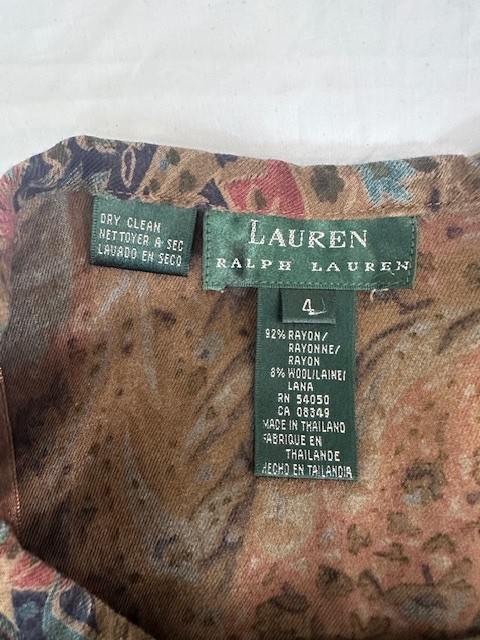 DRY CLEAN
NETTOYER A SEC
LAVADO EN SECO
LAUREN
RALPH LAUREN
4
92% RAYON/
RAYONNE/
RAYON
8% WOOL/LAINE/
LANA
RN 54050
CA 08349
MADE IN THAILAND
FABRIQUE EN
THAILANDE
HECHO EN TAILANDIA